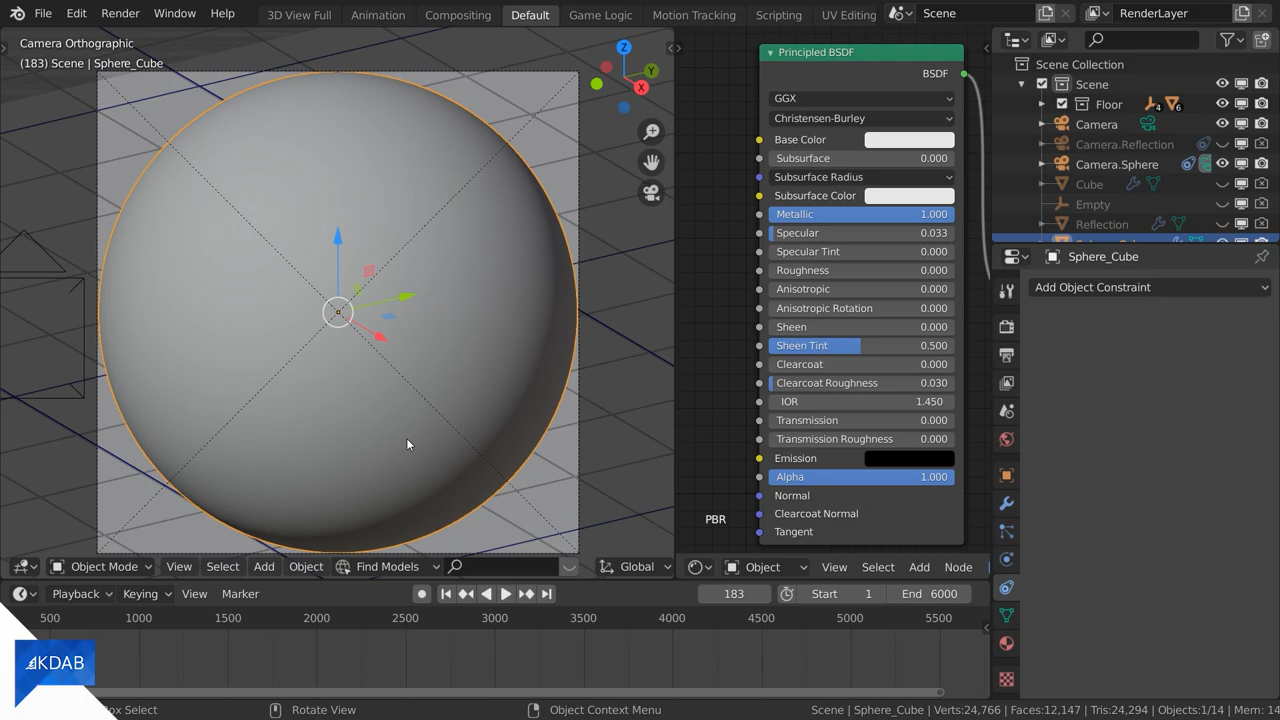 File Edit Render Window Help 3D View Full Animation Compositing Default Game Logic Motion Tracking Scripting UV Editing Scene RenderLayer
Camera Orthographic
(183) Scene | Sphere_Cube
Z
Y
X
Principled BSDF
BSDF
GGX
Christensen-Burley
Base Color
Subsurface 0.000
Subsurface Radius
Subsurface Color
Metallic 1.000
Specular 0.033
Specular Tint 0.000
Roughness 0.000
Anisotropic 0.000
Anisotropic Rotation 0.000
Sheen 0.000
Sheen Tint 0.500
Clearcoat 0.000
Clearcoat Roughness 0.030
IOR 1.450
Transmission 0.000
Transmission Roughness 0.000
Emission
Alpha 1.000
Normal
Clearcoat Normal
Tangent
PBR
Scene Collection
Scene
Floor 4 6
Camera
Camera.Reflection
Camera.Sphere
Cube
Empty
Reflection
Sphere_Cube
Add Object Constraint
Object Mode View Select Add Object Find Models Global
Object View Select Add Node
Playback Keying View Marker 183 Start 1 End 6000
500 1000 1500 2000 2500 3000 3500 4000 4500 5000 5500
KDAB
Box Select Rotate View Object Context Menu Scene | Sphere_Cube | Verts:24,766 | Faces:12,147 | Tris:24,294 | Objects:1/14 | Mem: 14